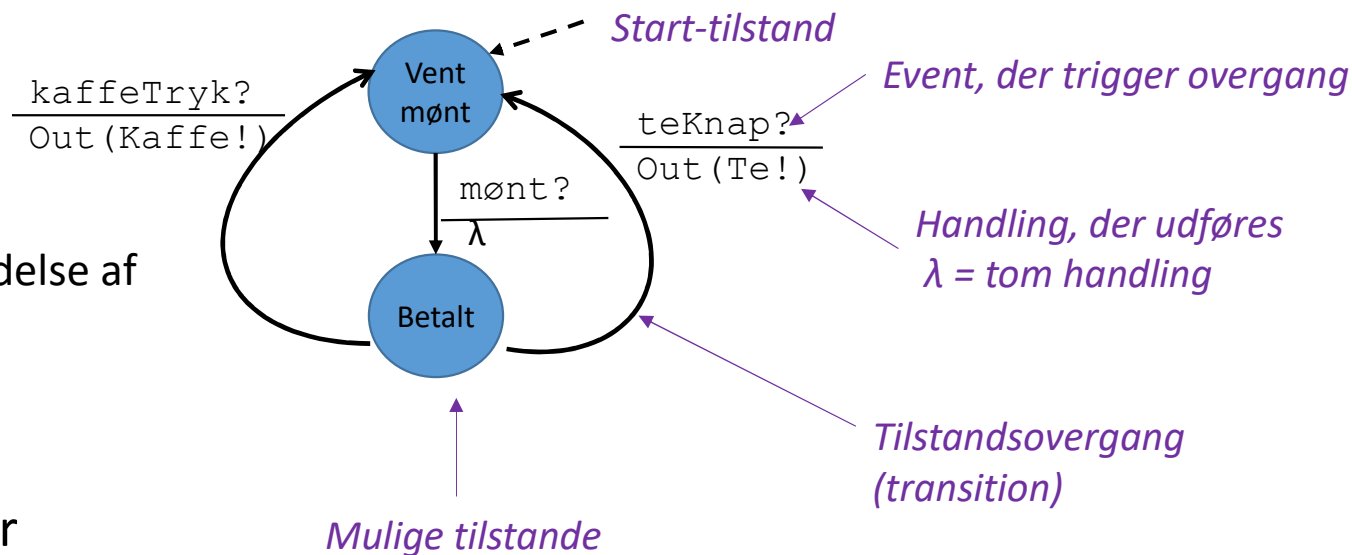 Start-tilstand
Vent
mønt
Event, der trigger overgang
kaffeTryk?
Out(Kaffe!)
teKnap?
Out(Te!)
mønt?
λ
Handling, der udføres
λ = tom handling
delse af
Betalt
Tilstandsovergang
(transition)
r
Mulige tilstande